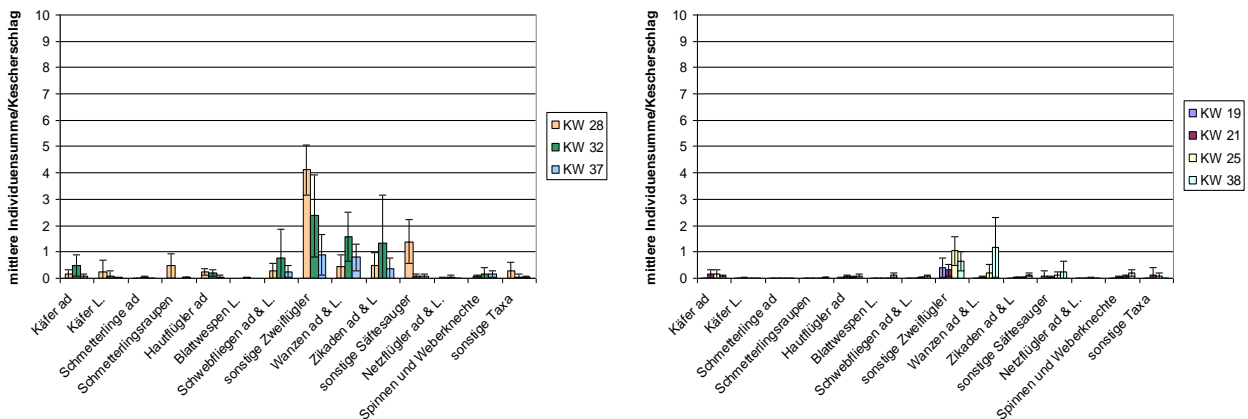 10
9
8
7
6
5
4
3
2
1
0
mittlere Individuensumme/Kescherschlag
Käfer ad
Käfer L.
Schmetterlinge ad
Schmetterlingsraupen
Hautflügler ad
Blattwespen L.
Schwebfliegen ad & L.
sonstige Zweiflügler
Wanzen ad & L.
Zikaden ad & L
sonstige Säftesauger
Netzflügler ad & L.
Spinnen und Weberknechte
sonstige Taxa
KW 28
KW 32
KW 37
10
9
8
7
6
5
4
3
2
1
0
mittlere Individuensumme/Kescherschlag
Käfer ad
Käfer L.
Schmetterlinge ad
Schmetterlingsraupen
Hautflügler ad
Blattwespen L.
Schwebfliegen ad & L.
sonstige Zweiflügler
Wanzen ad & L.
Zikaden ad & L
sonstige Säftesauger
Netzflügler ad & L.
Spinnen und Weberknechte
sonstige Taxa
KW 19
KW 21
KW 25
KW 38